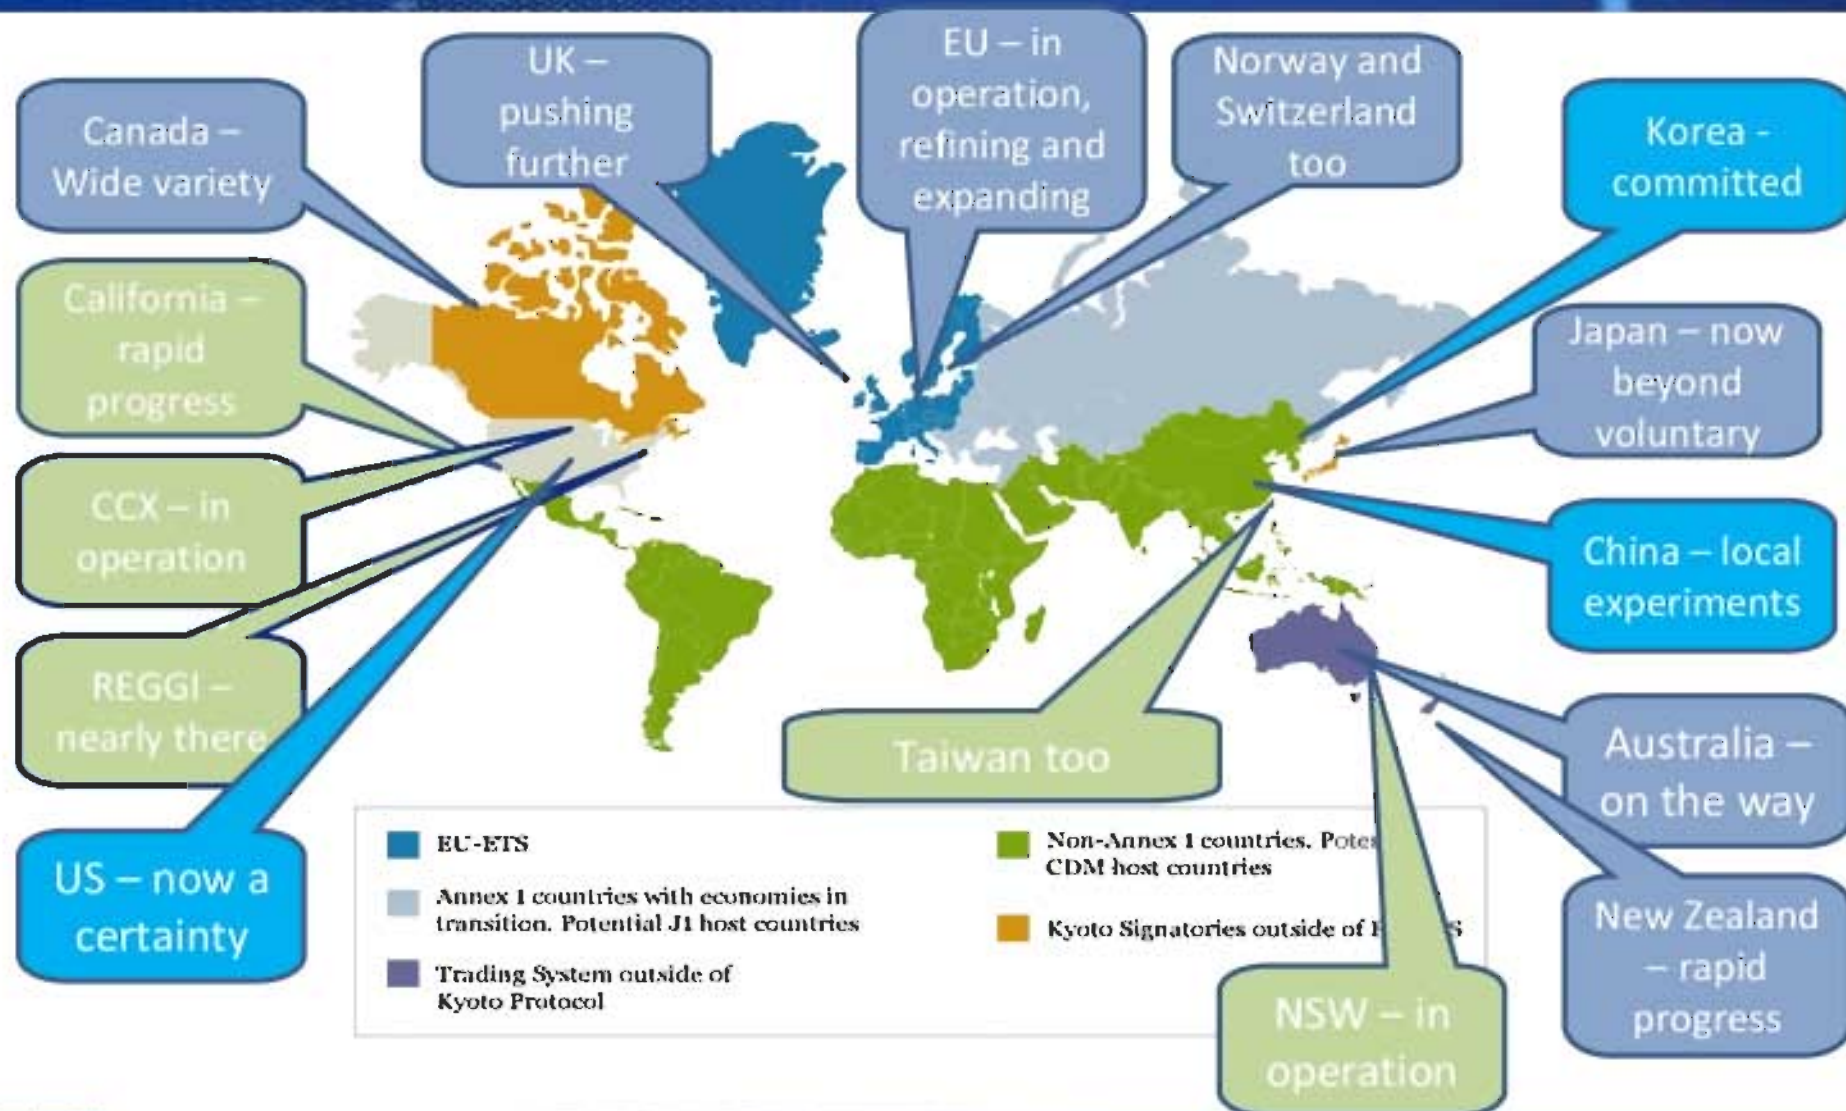 Canada –
Wide variety
UK –
pushing
further
EU – in
operation,
refining and
expanding
Norway and
Switzerland
too
Korea -
committed
California –
rapid
progress
Japan – now
beyond
voluntary
CCX – in
operation
China – local
experiments
REGGI –
nearly there
Taiwan too
Australia –
on the way
US – now a
certainty
New Zealand
– rapid
progress
NSW – in
operation
EU-ETS
Annex 1 countries with economies in
transition. Potential J1 host countries
Trading System outside of
Kyoto Protocol
Non-Annex 1 countries.
CDM host countries
Kyoto Signatories outside of